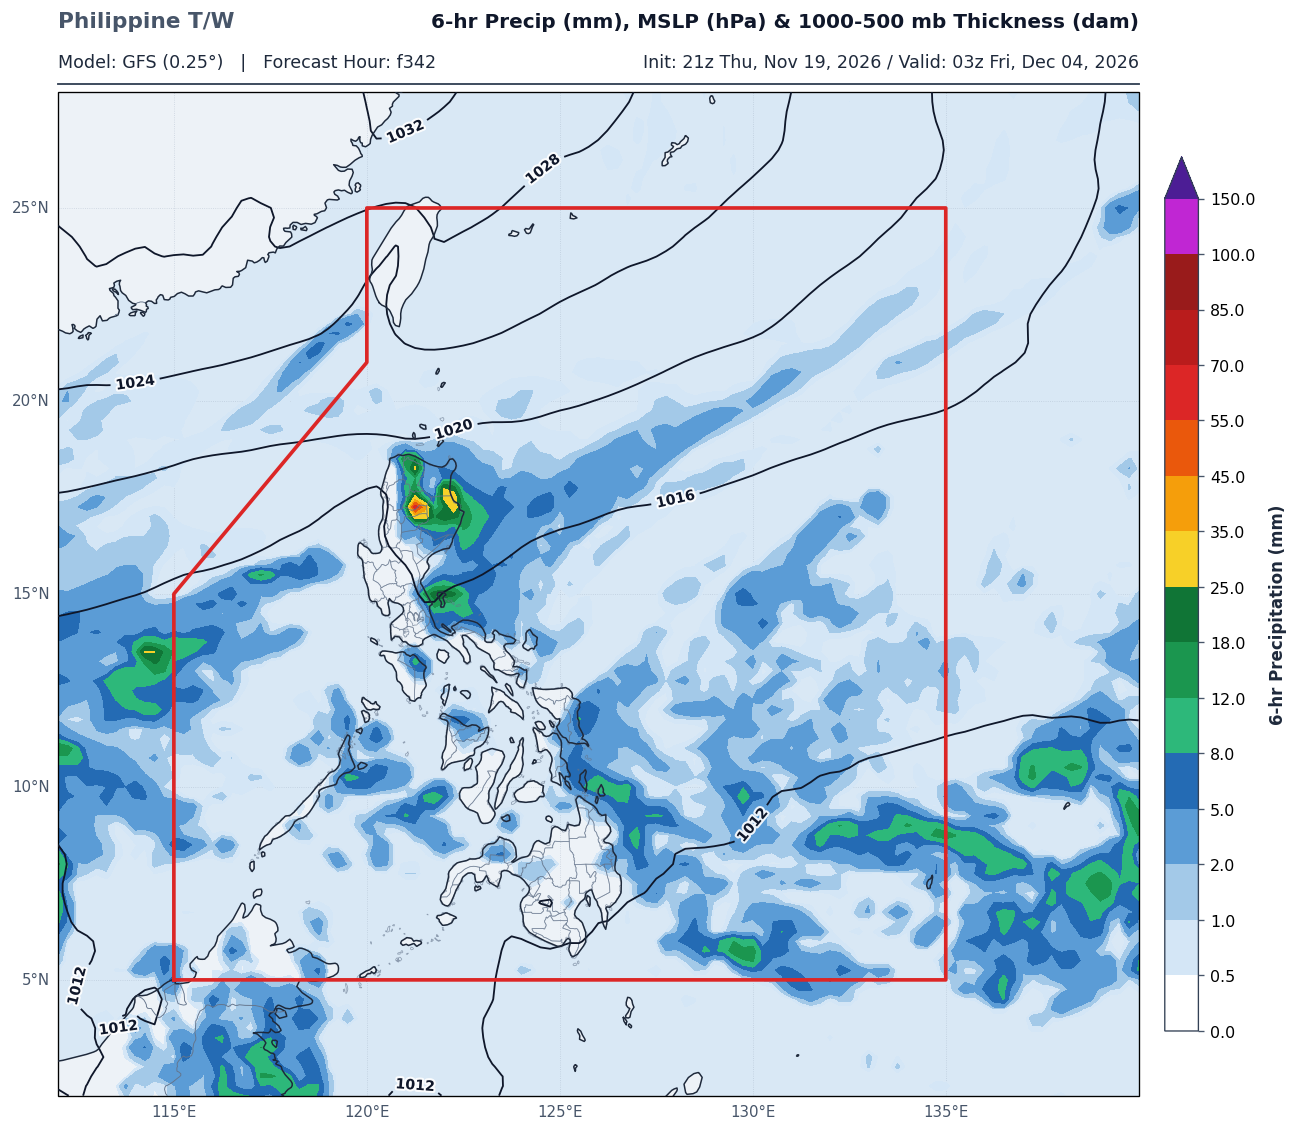 Philippine T/W
6-hr Precip (mm), MSLP (hPa) & 1000-500 mb Thickness (dam)
Model: GFS (0.25°) | Forecast Hour: f342
Init: 21z Thu, Nov 19, 2026 / Valid: 03z Fri, Dec 04, 2026
1032
1028
1024
1020
1016
1012
1012
1012
1012
25°N
20°N
15°N
10°N
5°N
115°E
120°E
125°E
130°E
135°E
150.0
100.0
85.0
70.0
55.0
45.0
35.0
25.0
18.0
12.0
8.0
5.0
2.0
1.0
0.5
0.0
6-hr Precipitation (mm)